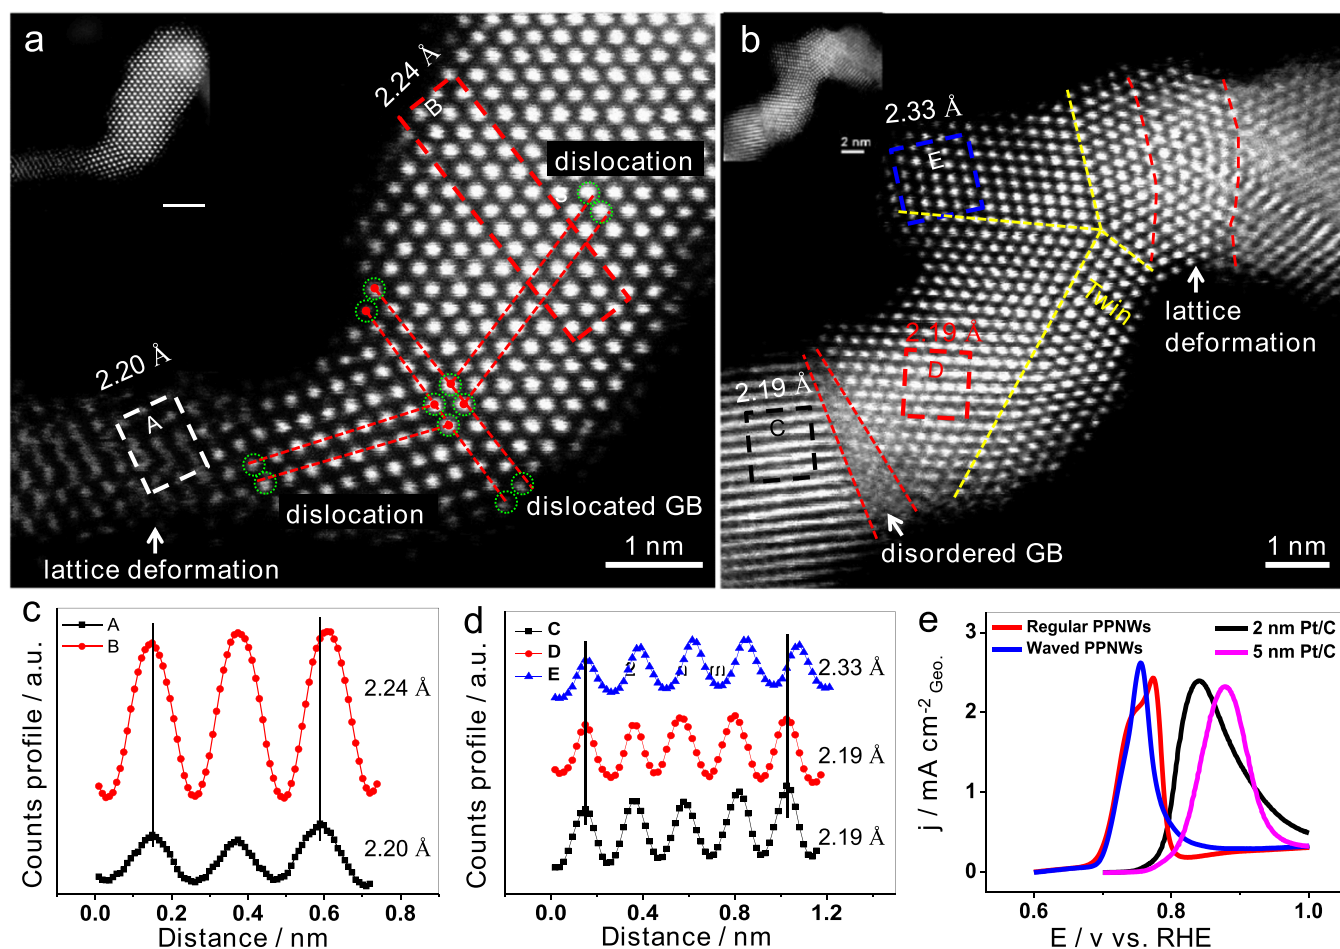 a
2.24 Å
B
dislocation
2.20 Å
A
dislocation
dislocated GB
lattice deformation
1 nm
b
2 nm
2.33 Å
E
Twin
lattice
deformation
2.19 Å
D
2.19 Å
C
disordered GB
1 nm
c
A
B
2.24 Å
2.20 Å
Counts profile / a.u.
0.0 0.2 0.4 0.6 0.8
Distance / nm
d
C
D
E
2.33 Å
2.19 Å
2.19 Å
Counts profile / a.u.
0.0 0.4 0.8 1.2
Distance / nm
e
Regular PPNWs
Waved PPNWs
2 nm Pt/C
5 nm Pt/C
j / mA cm⁻² Geo.
3
2
1
0
0.6 0.8 1.0
E / v vs. RHE